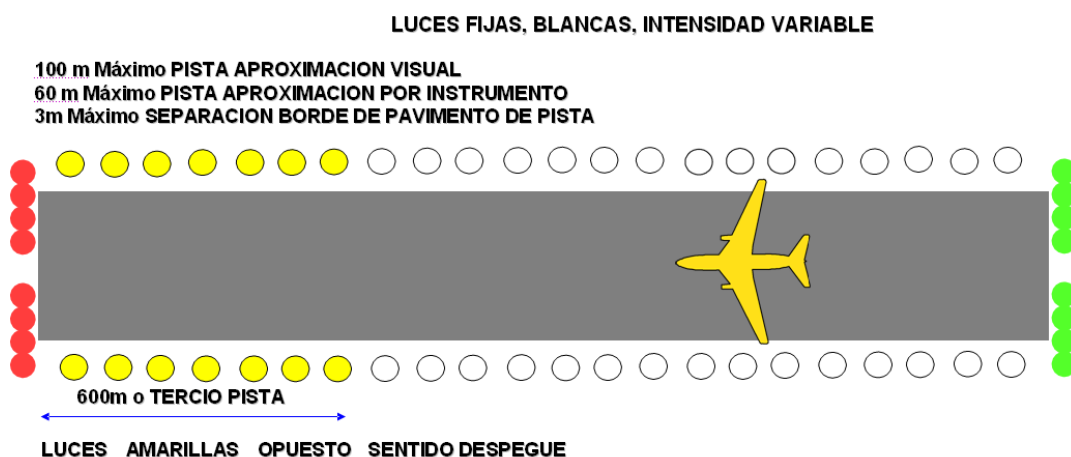 LUCES FIJAS, BLANCAS, INTENSIDAD VARIABLE
100 m Máximo PISTA APROXIMACION VISUAL
60 m Máximo PISTA APROXIMACION POR INSTRUMENTO
3m Máximo SEPARACION BORDE DE PAVIMENTO DE PISTA
600m o TERCIO PISTA
LUCES AMARILLAS OPUESTO SENTIDO DESPEGUE